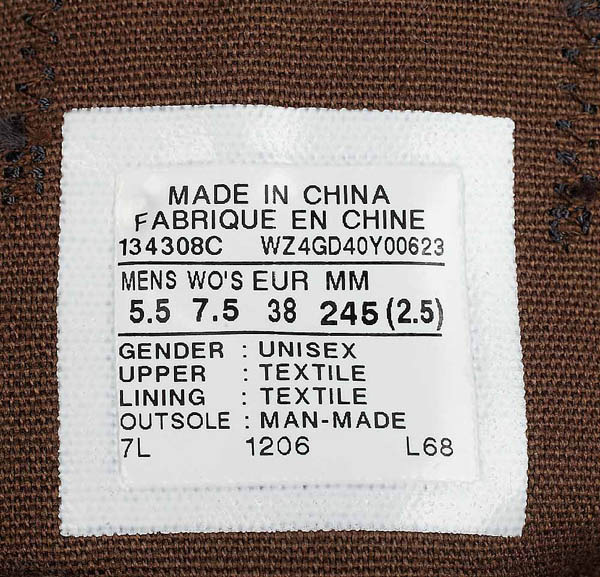 MADE IN CHINA
FABRIQUE EN CHINE
134308C WZ4GD40Y00623
MENS WO'S EUR MM
5.5 7.5 38 245 (2.5)
GENDER : UNISEX
UPPER : TEXTILE
LINING : TEXTILE
OUTSOLE : MAN-MADE
7L 1206 L68